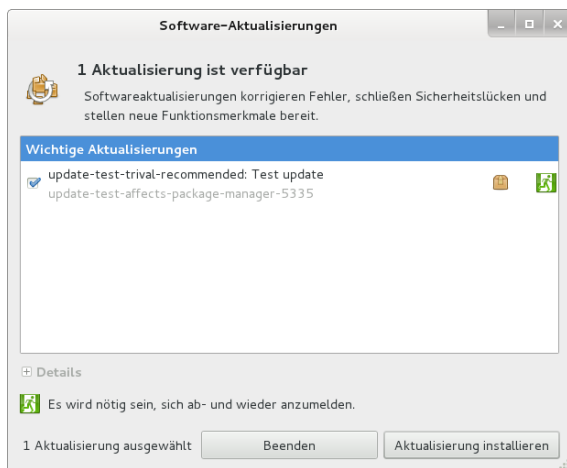 Software-Aktualisierungen
1 Aktualisierung ist verfügbar
Softwareaktualisierungen korrigieren Fehler, schließen Sicherheitslücken und
stellen neue Funktionsmerkmale bereit.
Wichtige Aktualisierungen
update-test-trival-recommended: Test update
update-test-affects-package-manager-5335
Details
Es wird nötig sein, sich ab- und wieder anzumelden.
1 Aktualisierung ausgewählt Beenden Aktualisierung installieren